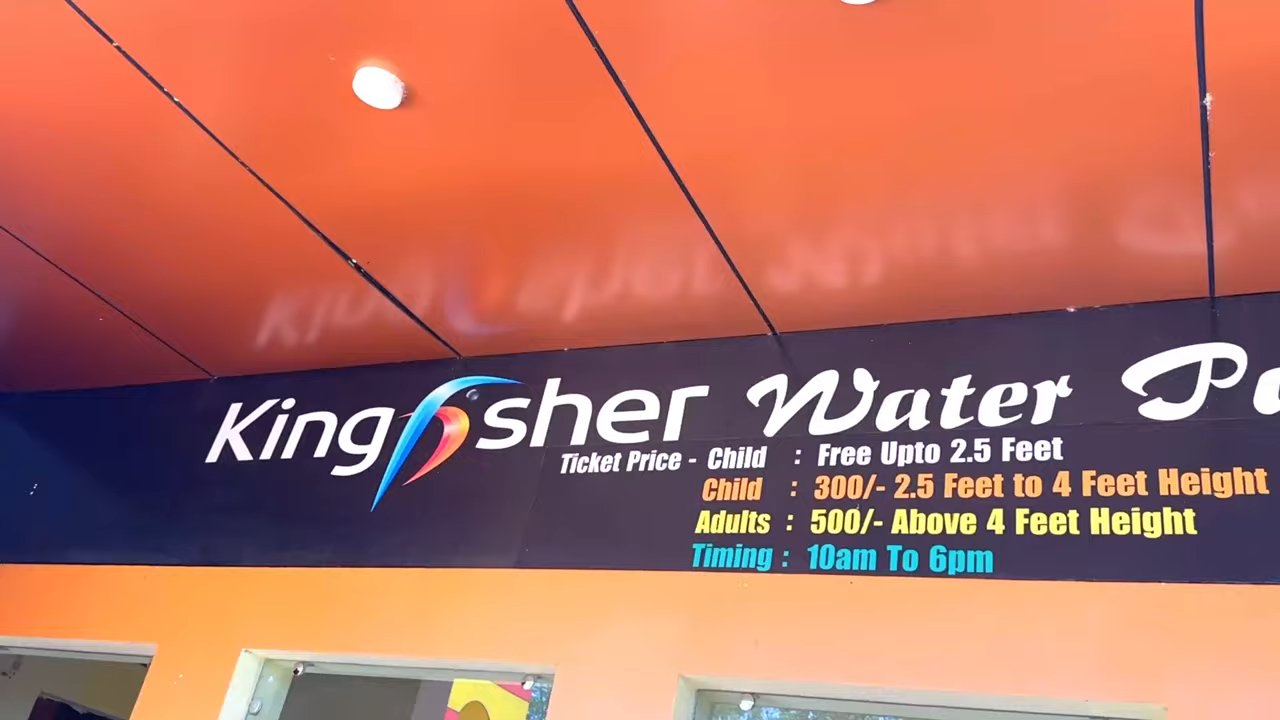 Kingfisher Water Pa
Ticket Price - Child : Free Upto 2.5 Feet
Child : 300/- 2.5 Feet to 4 Feet Height
Adults : 500/- Above 4 Feet Height
Timing : 10am To 6pm